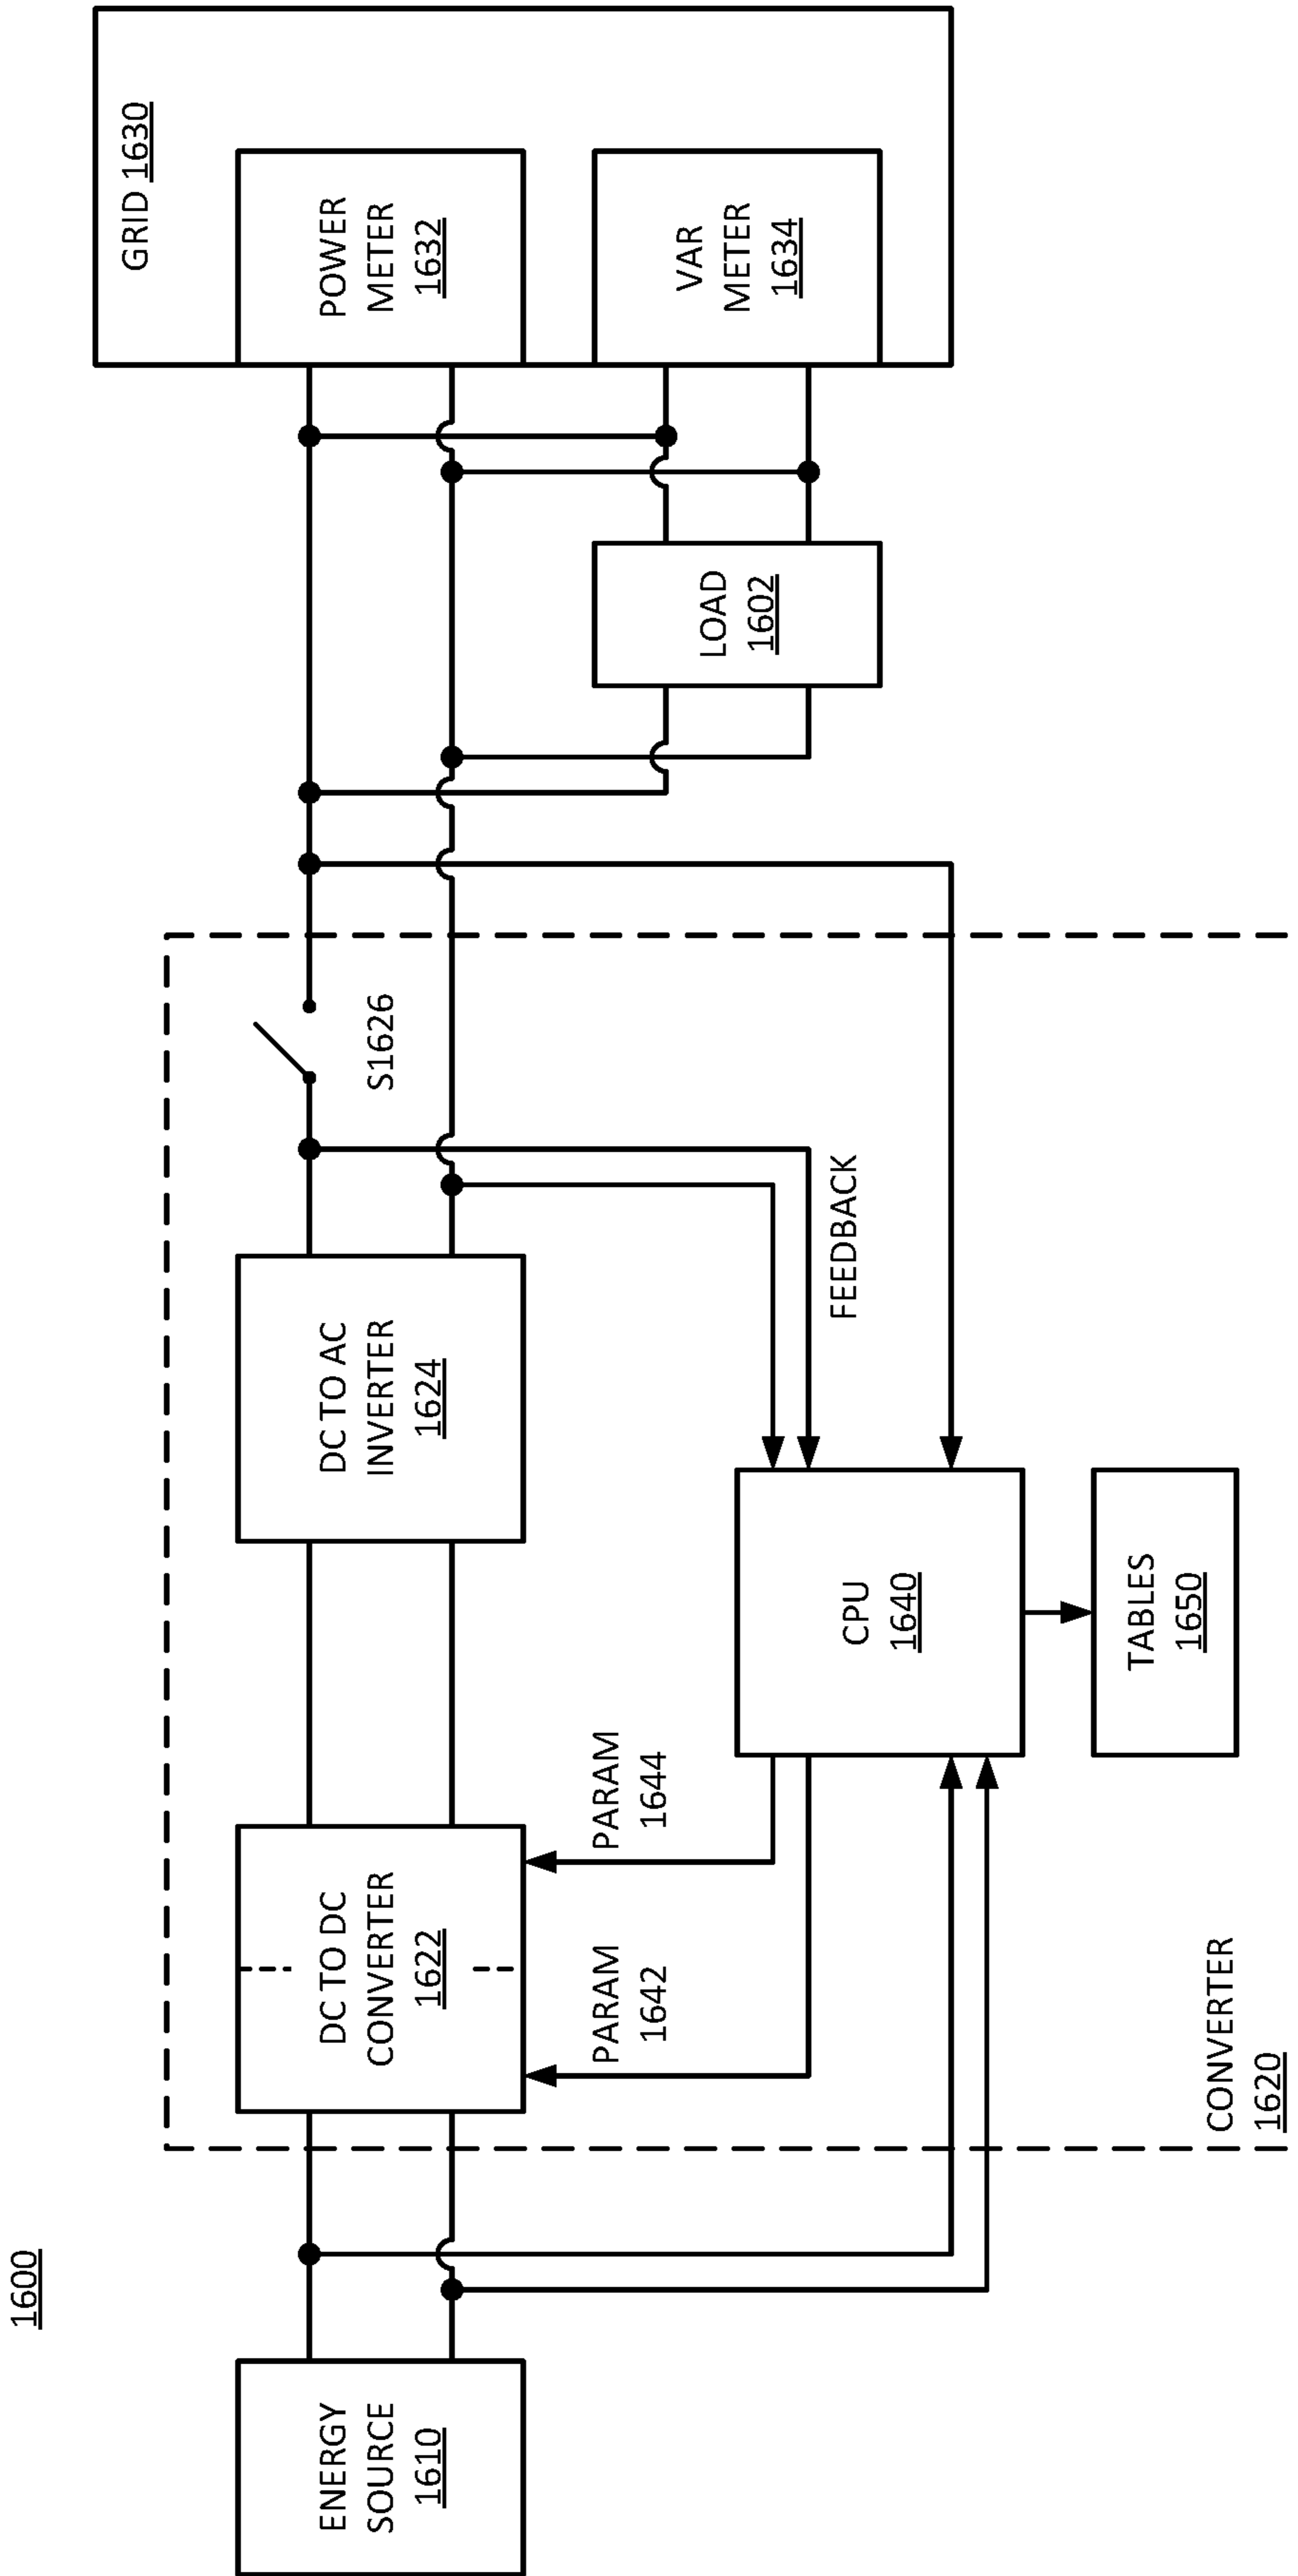 1600
ENERGY
SOURCE
1610
DC TO DC
CONVERTER
1622
DC TO AC
INVERTER
1624
S1626
GRID 1630
POWER
METER
1632
VAR
METER
1634
LOAD
1602
PARAM
1642
PARAM
1644
FEEDBACK
CPU
1640
TABLES
1650
CONVERTER
1620